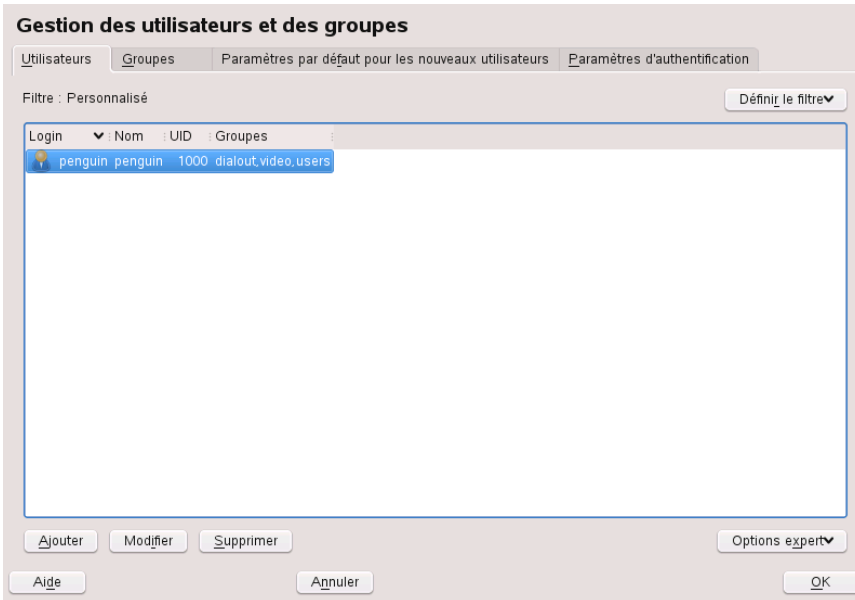 Gestion des utilisateurs et des groupes
Utilisateurs Groupes Paramètres par défaut pour les nouveaux utilisateurs Paramètres d'authentification
Filtre : Personnalisé Définir le filtre
Login Nom UID Groupes
penguin penguin 1000 dialout,video,users
Ajouter Modifier Supprimer Options expert
Aide Annuler OK